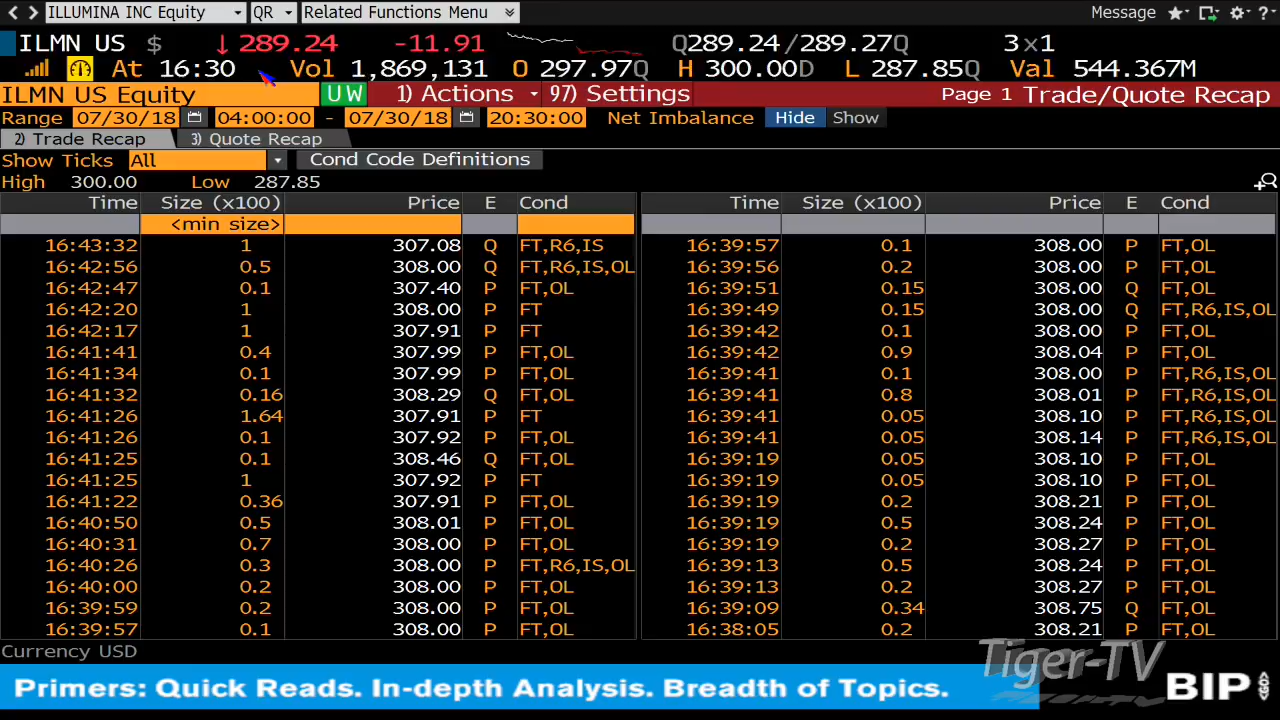 ILLUMINA INC Equity QR Related Functions Menu Message
ILMN US $ ↓289.24 -11.91 Q289.24/289.27Q 3x1
At 16:30 Vol 1,869,131 O 297.97Q H 300.00D L 287.85Q Val 544.367M
ILMN US Equity UW 1) Actions 97) Settings Page 1 Trade/Quote Recap
Range 07/30/18 04:00:00 - 07/30/18 20:30:00 Net Imbalance Hide Show
2) Trade Recap 3) Quote Recap
Show Ticks All Cond Code Definitions
High 300.00 Low 287.85
Time Size (x100) Price E Cond Time Size (x100) Price E Cond
<min size>
16:43:32 1 307.08 Q FT,R6,IS 16:39:57 0.1 308.00 P FT,OL
16:42:56 0.5 308.00 Q FT,R6,IS,OL 16:39:56 0.2 308.00 P FT,OL
16:42:47 0.1 307.40 P FT,OL 16:39:51 0.15 308.00 Q FT,OL
16:42:20 1 308.00 P FT 16:39:49 0.15 308.00 Q FT,R6,IS,OL
16:42:17 1 307.91 P FT 16:39:42 0.1 308.00 P FT,OL
16:41:41 0.4 307.99 P FT,OL 16:39:42 0.9 308.04 P FT,OL
16:41:34 0.1 307.99 P FT,OL 16:39:41 0.1 308.00 P FT,R6,IS,OL
16:41:32 0.16 308.29 Q FT,OL 16:39:41 0.8 308.01 P FT,R6,IS,OL
16:41:26 1.64 307.91 P FT 16:39:41 0.05 308.10 P FT,R6,IS,OL
16:41:26 0.1 307.92 P FT,OL 16:39:41 0.05 308.14 P FT,R6,IS,OL
16:41:25 0.1 308.46 Q FT,OL 16:39:19 0.05 308.10 P FT,OL
16:41:25 1 307.92 P FT 16:39:19 0.05 308.10 P FT,OL
16:41:22 0.36 307.91 P FT,OL 16:39:19 0.2 308.21 P FT,OL
16:40:50 0.5 308.01 P FT,OL 16:39:19 0.5 308.24 P FT,OL
16:40:31 0.7 308.00 P FT,OL 16:39:19 0.2 308.27 P FT,OL
16:40:26 0.3 308.00 P FT,R6,IS,OL 16:39:13 0.5 308.24 P FT,OL
16:40:00 0.2 308.00 P FT,OL 16:39:13 0.2 308.27 P FT,OL
16:39:59 0.2 308.00 P FT,OL 16:39:09 0.34 308.75 Q FT,OL
16:39:57 0.1 308.00 P FT,OL 16:38:05 0.2 308.21 P FT,OL
Currency USD
Tiger-TV
Primers: Quick Reads. In-depth Analysis. Breadth of Topics. BIP